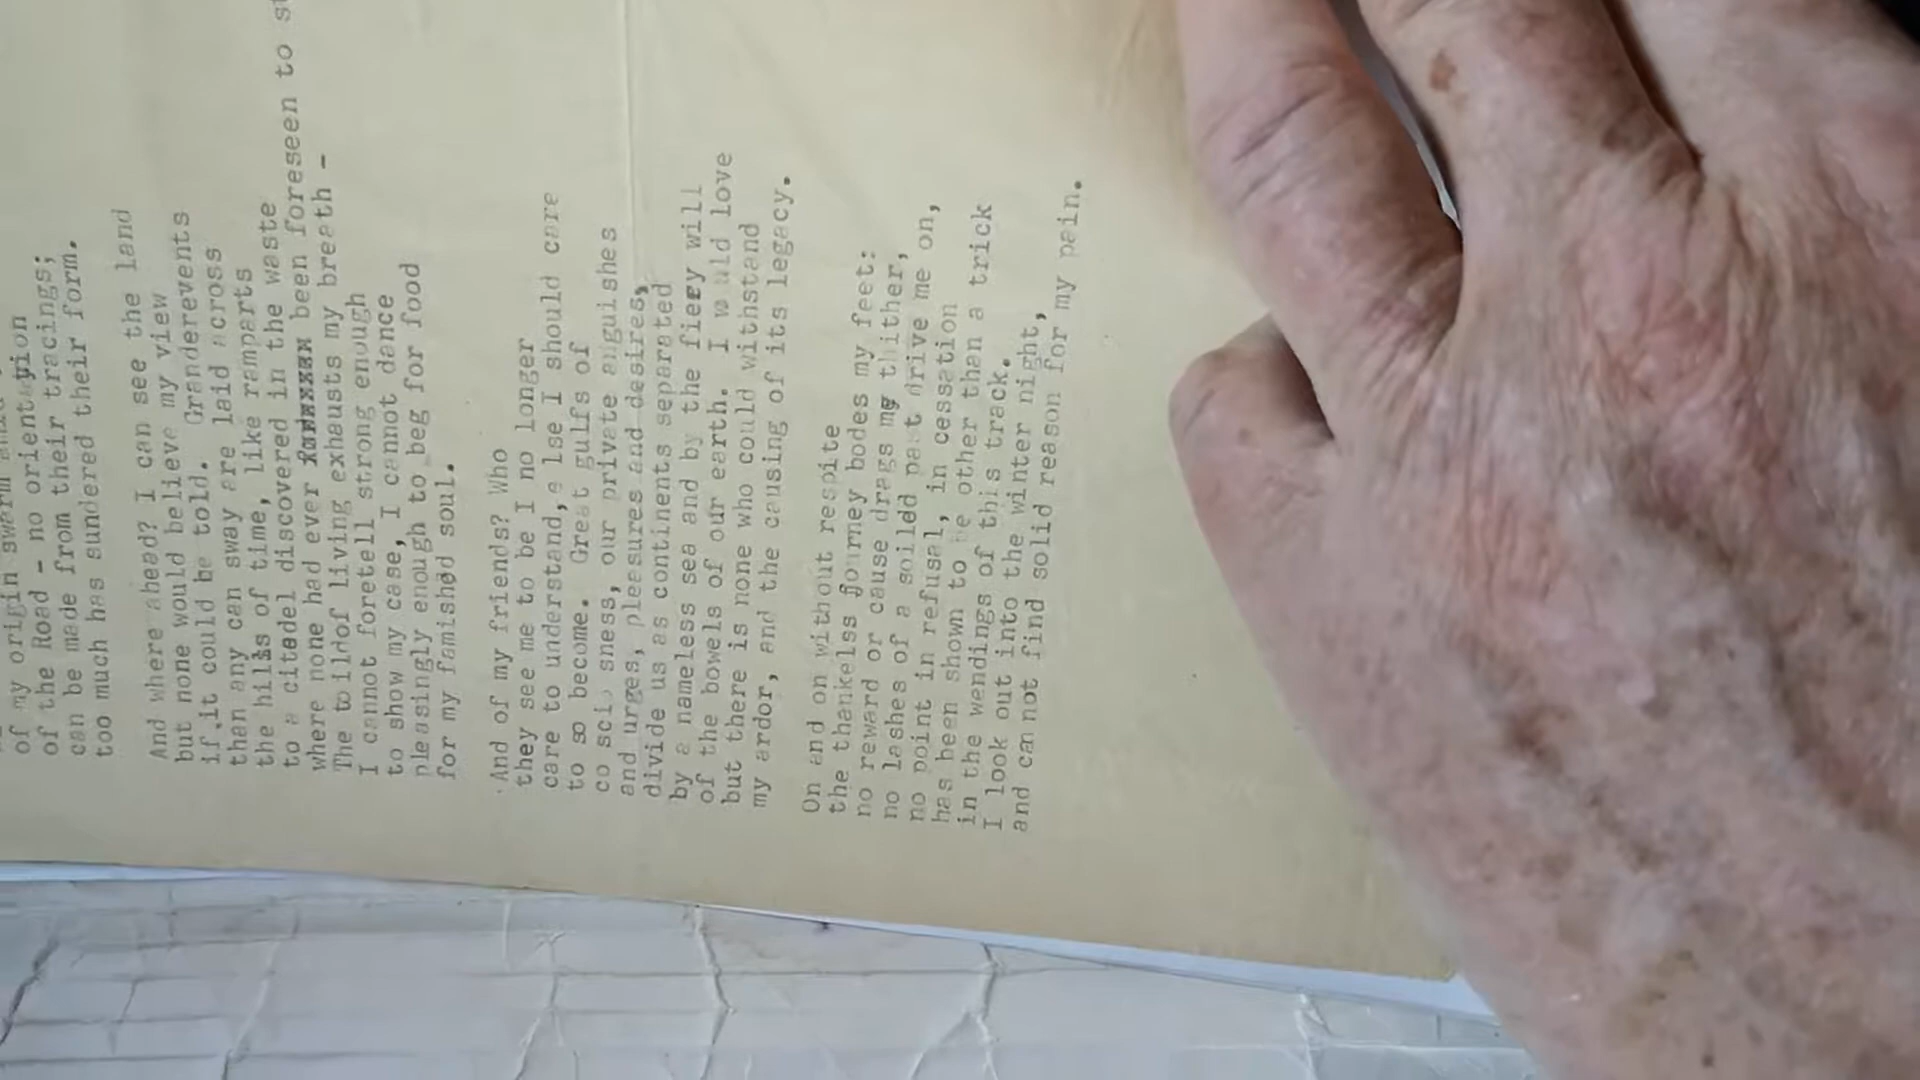 of my origin swarm
of the Road - no orientation
can be made from their tracings;
too much has sundered their form.
And where ahead? I can see the land
but none would believe my view
if it could be told. Granderevents
than any can sway are laid across
the hills of time, like ramparts
to a citadel discovered in the waste
where none had ever been foreseen to
The toildof living exhausts my breath -
I cannot foretell strong enough
to show my case, I cannot dance
pleasingly enough to beg for food
for my famished soul.
And of my friends? Who
they see me to be I no longer
care to understand, else I should care
to so become. Great gulfs of
co sciousness, our private anguishes
and urges, pleasures and desires,
divide us as continents separated
by a nameless sea and by the fiery will
of the bowels of our earth. I would love
but there is none who could withstand
my ardor, and the causing of its legacy.
On and on without respite
the thankelss journey bodes my feet:
no reward or cause drags my thither,
no lashes of a soiled past drive me on,
no point in refusal, in cessation
has been shown to be other than a trick
in the wendings of this track.
I look out into the winter night,
and can not find solid reason for my pain.